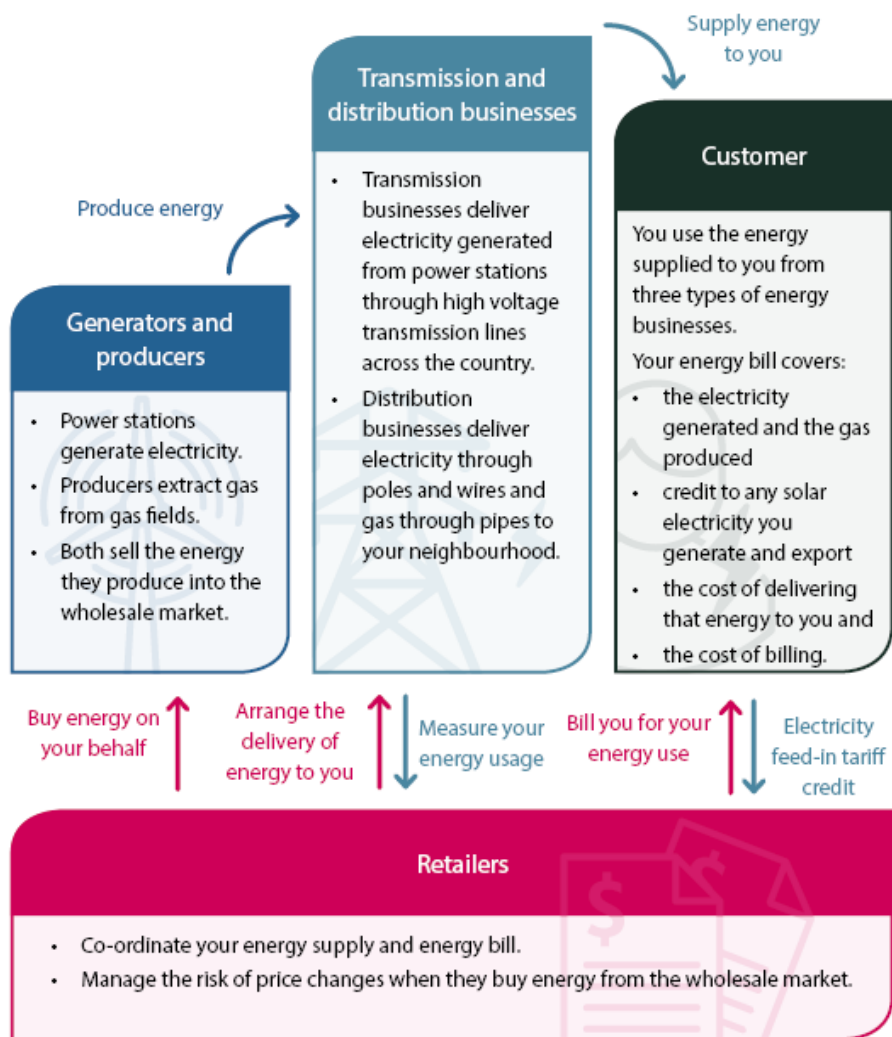 Supply energy
to you
Transmission and
distribution businesses
• Transmission
businesses deliver
electricity generated
from power stations
through high voltage
transmission lines
across the country.
• Distribution
businesses deliver
electricity through
poles and wires and
gas through pipes to
your neighbourhood.
Customer
You use the energy
supplied to you from
three types of energy
businesses.
Your energy bill covers:
• the electricity
generated and the gas
produced
• credit to any solar
electricity you
generate and export
• the cost of delivering
that energy to you and
• the cost of billing.
Produce energy
Generators and
producers
• Power stations
generate electricity.
• Producers extract gas
from gas fields.
• Both sell the energy
they produce into the
wholesale market.
Buy energy on
your behalf
Arrange the
delivery of
energy to you
Measure your
energy usage
Bill you for your
energy use
Electricity
feed-in tariff
credit
Retailers
$
$
• Co-ordinate your energy supply and energy bill.
• Manage the risk of price changes when they buy energy from the wholesale market.